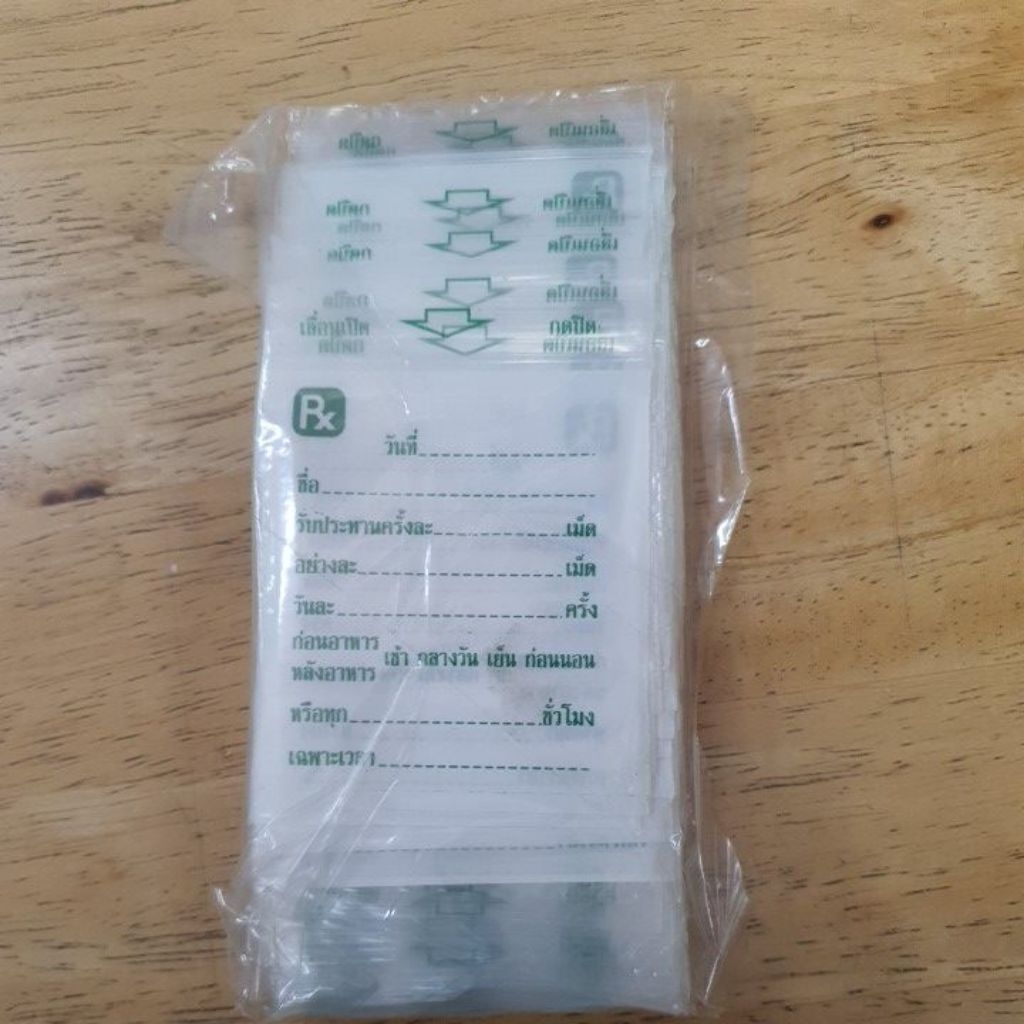 เลื่อนเปิด กดปิด
Rx
วันที่
ชื่อ
รับประทานครั้งละ เม็ด
อย่างละ เม็ด
วันละ ครั้ง
ก่อนอาหาร
หลังอาหาร เช้า กลางวัน เย็น ก่อนนอน
หรือทุก ชั่วโมง
เฉพาะเวลา